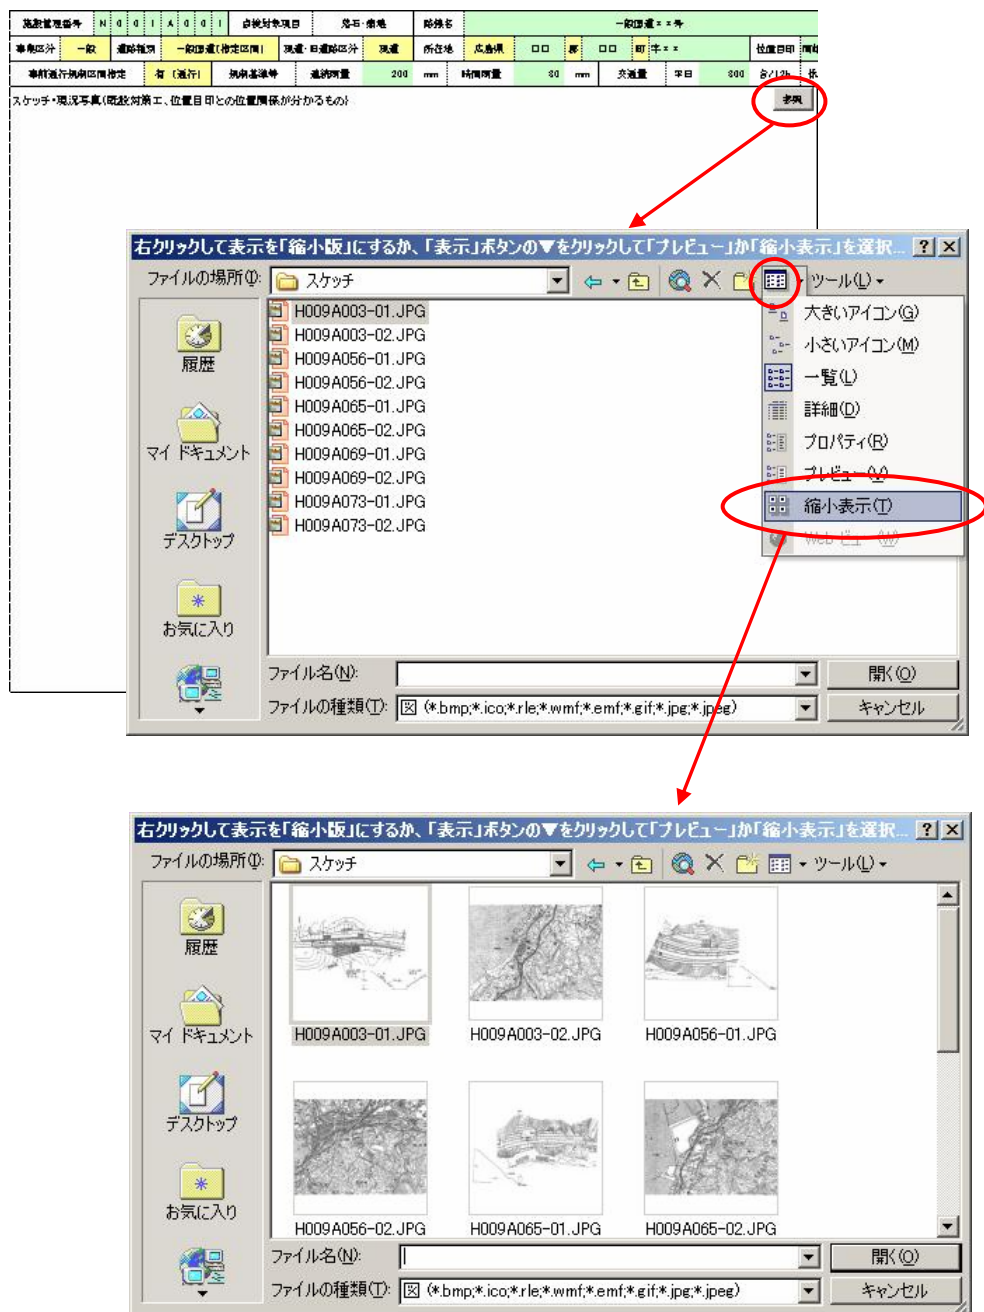 施設管理番号 N 0 0 1 A 0 0 1 点検対象項目 落石・崩壊 路線名 一般国道××号
事業区分 一般 道路種別 一般国道(指定区間) 現道・旧道路区分 現道 所在地 広島県 □□ 郡 □□ 町 字×× 位置目印
事前通行規制区間指定 有(通行) 規制基準等 連続雨量 200 mm 時間雨量 80 mm 交通量 平日 800 台/12h
スケッチ・現況写真(既設対策工、位置目印との位置関係が分かるもの) 参照
右クリックして表示を「縮小版」にするか、「表示」ボタンの▼をクリックして「プレビュー」か「縮小表示」を選択...
ファイルの場所(I): スケッチ ツール(L)
履歴
マイ ドキュメント
デスクトップ
お気に入り
H009A003-01.JPG
H009A003-02.JPG
H009A056-01.JPG
H009A056-02.JPG
H009A065-01.JPG
H009A065-02.JPG
H009A069-01.JPG
H009A069-02.JPG
H009A073-01.JPG
H009A073-02.JPG
大きいアイコン(G)
小さいアイコン(M)
一覧(L)
詳細(D)
プロパティ(R)
プレビュー(V)
縮小表示(T)
Web ビュー(W)
ファイル名(N): 開く(O)
ファイルの種類(T): (*.bmp;*.ico;*.rle;*.wmf;*.emf;*.gif;*.jpg;*.jpeg) キャンセル
右クリックして表示を「縮小版」にするか、「表示」ボタンの▼をクリックして「プレビュー」か「縮小表示」を選択...
ファイルの場所(I): スケッチ ツール(L)
履歴
マイ ドキュメント
デスクトップ
お気に入り
H009A003-01.JPG H009A003-02.JPG H009A056-01.JPG
H009A056-02.JPG H009A065-01.JPG H009A065-02.JPG
ファイル名(N): 開く(O)
ファイルの種類(T): (*.bmp;*.ico;*.rle;*.wmf;*.emf;*.gif;*.jpg;*.jpeg) キャンセル